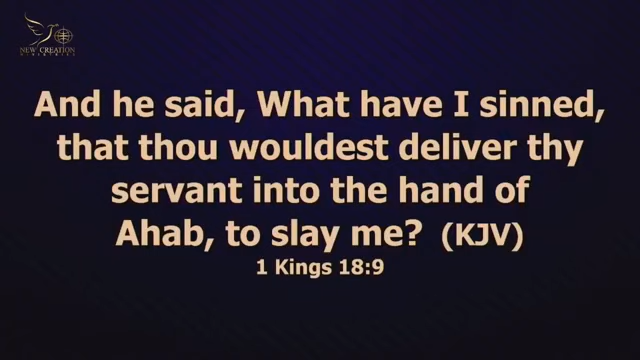 NEW CREATION
MINISTRIES
And he said, What have I sinned,
that thou wouldest deliver thy
servant into the hand of
Ahab, to slay me? (KJV)
1 Kings 18:9